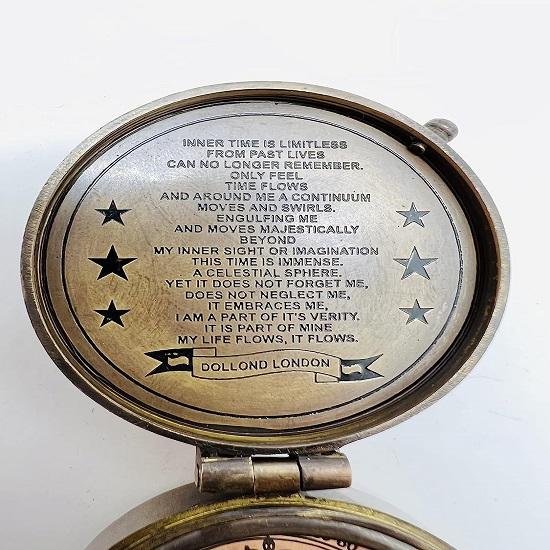 INNER TIME IS LIMITLESS
FROM PAST LIVES
CAN NO LONGER REMEMBER.
ONLY FEEL
TIME FLOWS
AND AROUND ME A CONTINUUM
MOVES AND SWIRLS.
ENGULFING ME
AND MOVES MAJESTICALLY
BEYOND
MY INNER SIGHT OR IMAGINATION
THIS TIME IS IMMENSE.
A CELESTIAL SPHERE.
YET IT DOES NOT FORGET ME,
DOES NOT NEGLECT ME,
IT EMBRACES ME,
I AM A PART OF IT'S VERITY.
IT IS PART OF MINE
MY LIFE FLOWS, IT FLOWS.
DOLLOND LONDON